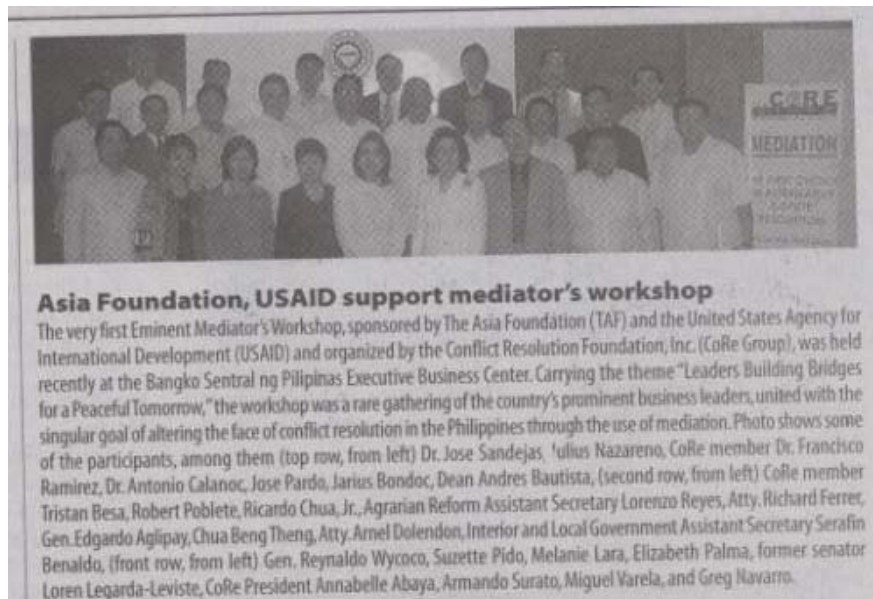 CORE
MEDIATION
Asia Foundation, USAID support mediator's workshop
The very first Eminent Mediator's Workshop, sponsored by The Asia Foundation (TAF) and the United States Agency for
International Development (USAID) and organized by the Conflict Resolution Foundation, Inc. (CoRe Group), was held
recently at the Bangko Sentral ng Pilipinas Executive Business Center. Carrying the theme "Leaders Building Bridges
for a Peaceful Tomorrow," the workshop was a rare gathering of the country's prominent business leaders, united with the
singular goal of altering the face of conflict resolution in the Philippines through the use of mediation. Photo shows some
of the participants, among them (top row, from left) Dr. Jose Sandejas, 'ulius Nazareno, CoRe member Dr. Francisco
Ramirez, Dr. Antonio Calanoc, Jose Pardo, Jarius Bondoc, Dean Andres Bautista, (second row, from left) CoRe member
Tristan Besa, Robert Poblete, Ricardo Chua, Jr., Agrarian Reform Assistant Secretary Lorenzo Reyes, Atty. Richard Ferrer,
Gen. Edgardo Aglipay, Chua Beng Theng, Atty. Arnel Dolendon, Interior and Local Government Assistant Secretary Serafin
Benaldo, (front row, from left) Gen. Reynaldo Wycoco, Suzette Pido, Melanie Lara, Elizabeth Palma, former senator
Loren Legarda-Leviste, CoRe President Annabelle Abaya, Armando Surato, Miguel Varela, and Greg Navarro.